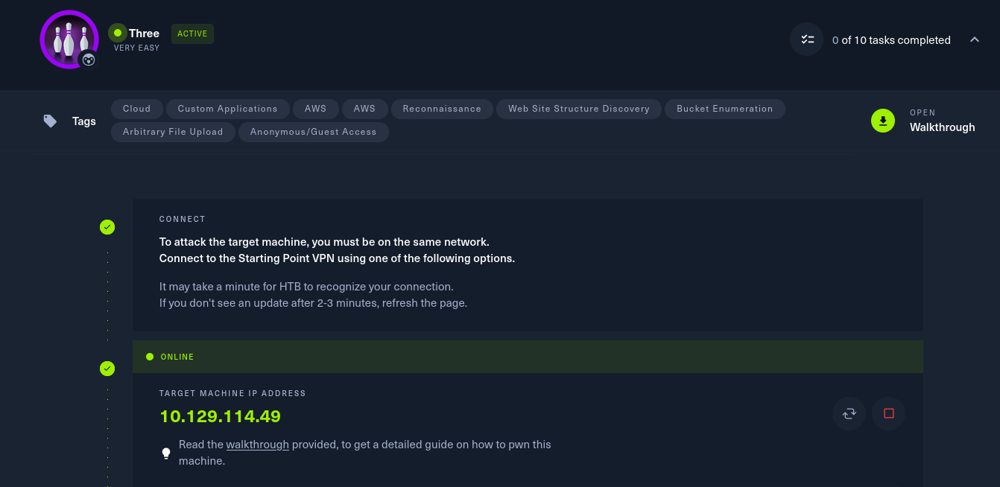 Three
ACTIVE
VERY EASY
0 of 10 tasks completed
Tags
Cloud
Custom Applications
AWS
AWS
Reconnaissance
Web Site Structure Discovery
Bucket Enumeration
Arbitrary File Upload
Anonymous/Guest Access
OPEN
Walkthrough
CONNECT
To attack the target machine, you must be on the same network.
Connect to the Starting Point VPN using one of the following options.
It may take a minute for HTB to recognize your connection.
If you don't see an update after 2-3 minutes, refresh the page.
ONLINE
TARGET MACHINE IP ADDRESS
10.129.114.49
Read the walkthrough provided, to get a detailed guide on how to pwn this
machine.